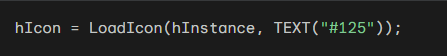 hIcon = LoadIcon(hInstance, TEXT("#125"));